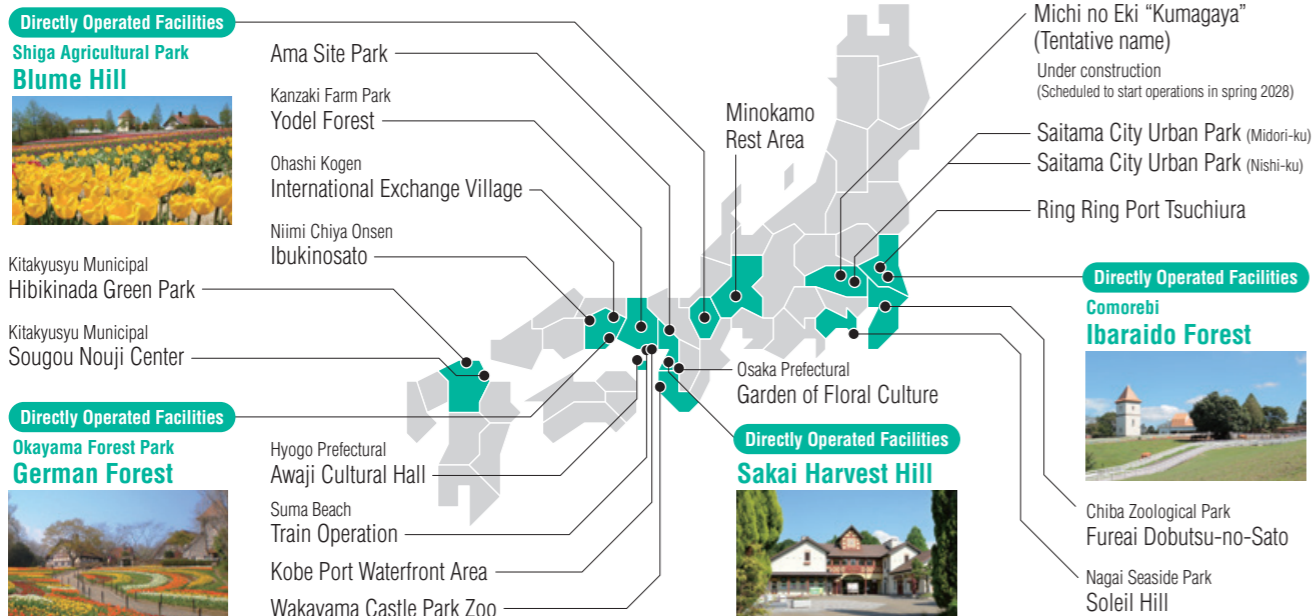 Directly Operated Facilities
Shiga Agricultural Park
Blume Hill
Ama Site Park
Kanzaki Farm Park
Yodel Forest
Ohashi Kogen
International Exchange Village
Niimi Chiya Onsen
Ibukinosato
Kitakyusyu Municipal
Hibikinada Green Park
Kitakyusyu Municipal
Sougou Nouji Center
Directly Operated Facilities
Okayama Forest Park
German Forest
Hyogo Prefectural
Awaji Cultural Hall
Suma Beach
Train Operation
Kobe Port Waterfront Area
Wakayama Castle Park Zoo
Minokamo
Rest Area
Osaka Prefectural
Garden of Floral Culture
Directly Operated Facilities
Sakai Harvest Hill
Michi no Eki “Kumagaya”
(Tentative name)
Under construction
(Scheduled to start operations in spring 2028)
Saitama City Urban Park (Midori-ku)
Saitama City Urban Park (Nishi-ku)
Ring Ring Port Tsuchiura
Directly Operated Facilities
Comorebi
Ibaraido Forest
Chiba Zoological Park
Fureai Dobutsu-no-Sato
Nagai Seaside Park
Soleil Hill